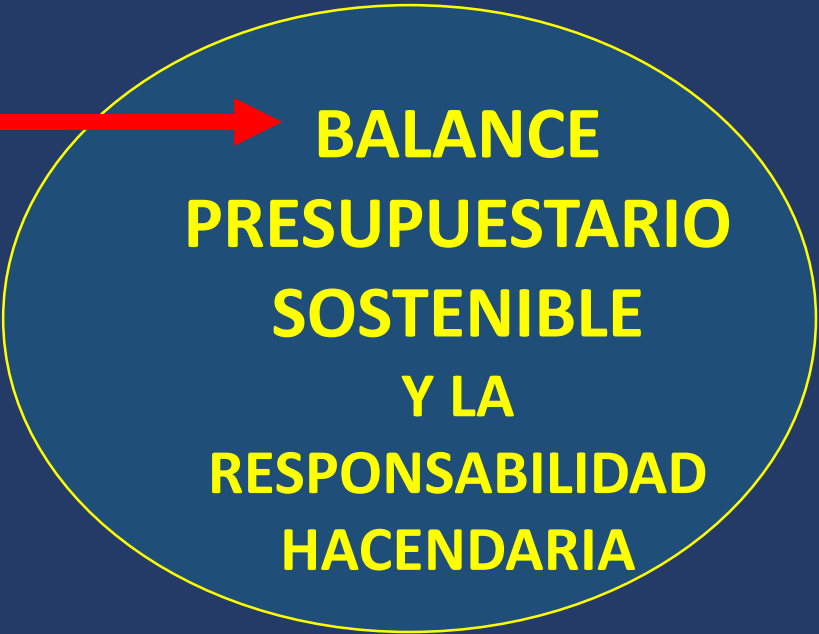 BALANCE
PRESUPUESTARIO
SOSTENIBLE
Y LA
RESPONSABILIDAD
HACENDARIA